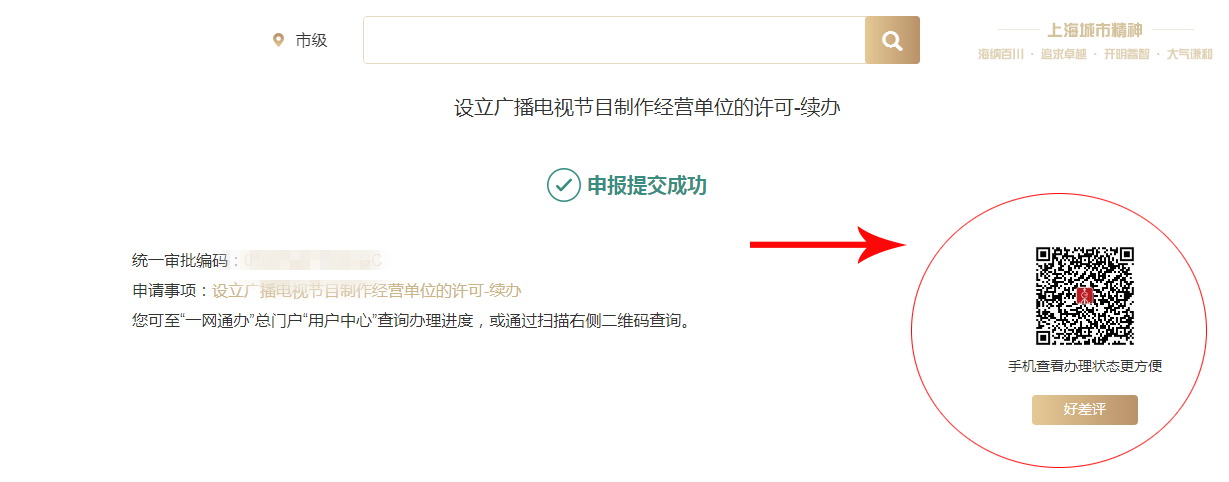 市级
上海城市精神
海纳百川 · 追求卓越 · 开明睿智 · 大气谦和
设立广播电视节目制作经营单位的许可-续办
申报提交成功
统一审批编码：
申请事项：设立广播电视节目制作经营单位的许可-续办
您可至“一网通办”总门户“用户中心”查询办理进度，或通过扫描右侧二维码查询。
手机查看办理状态更方便
好差评